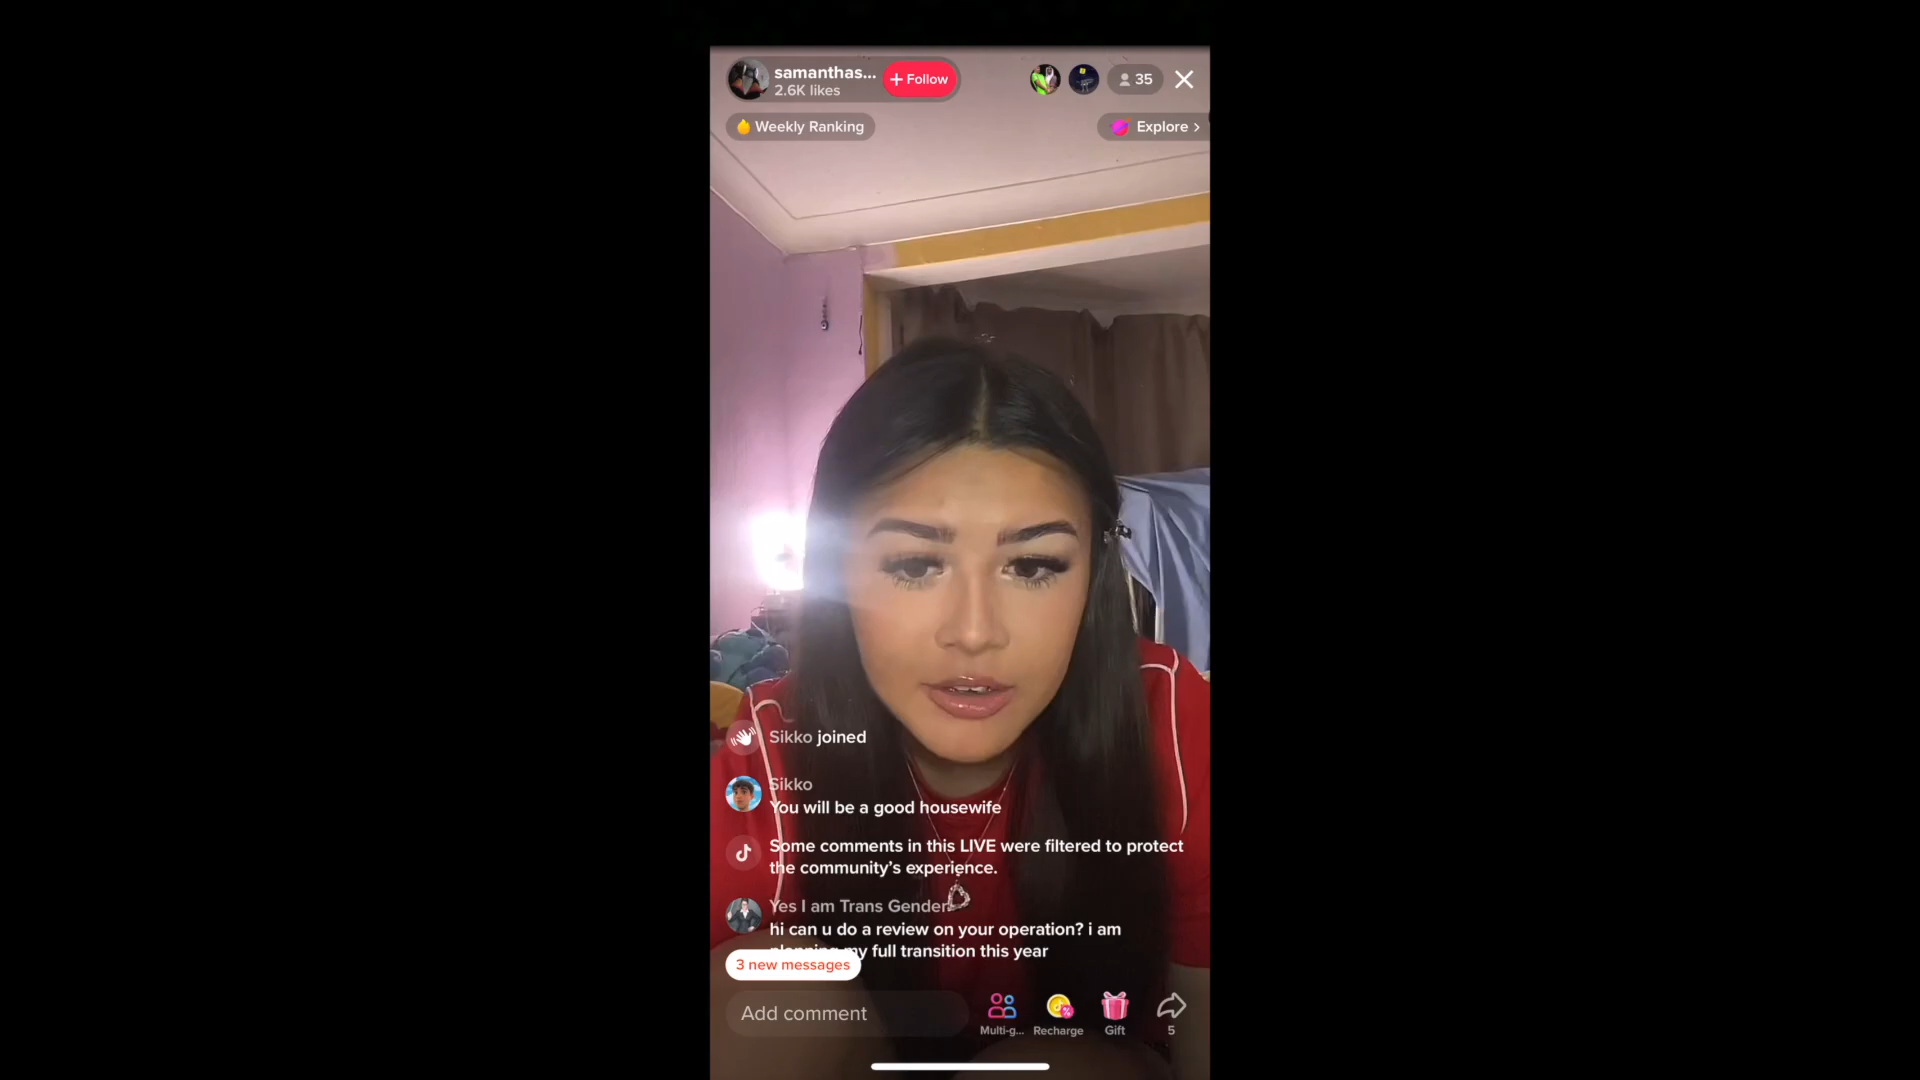 samanthas...
2.6K likes
+ Follow
35
Weekly Ranking
Explore >
Sikko joined
Sikko
You will be a good housewife
Some comments in this LIVE were filtered to protect
the community's experience.
Yes I am Trans Gender
hi can u do a review on your operation? i am
my full transition this year
3 new messages
Add comment
Multi-g...
Recharge
Gift
5